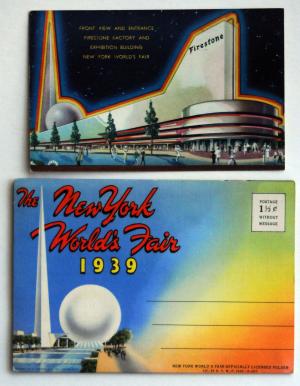 FRONT VIEW AND ENTRANCE
FIRESTONE FACTORY AND
EXHIBITION BUILDING
NEW YORK WORLD'S FAIR
Firestone
The New York
World's Fair
1939
POSTAGE
1½¢
WITHOUT
MESSAGE
NEW YORK WORLD'S FAIR OFFICIALLY LICENSED FOLDER